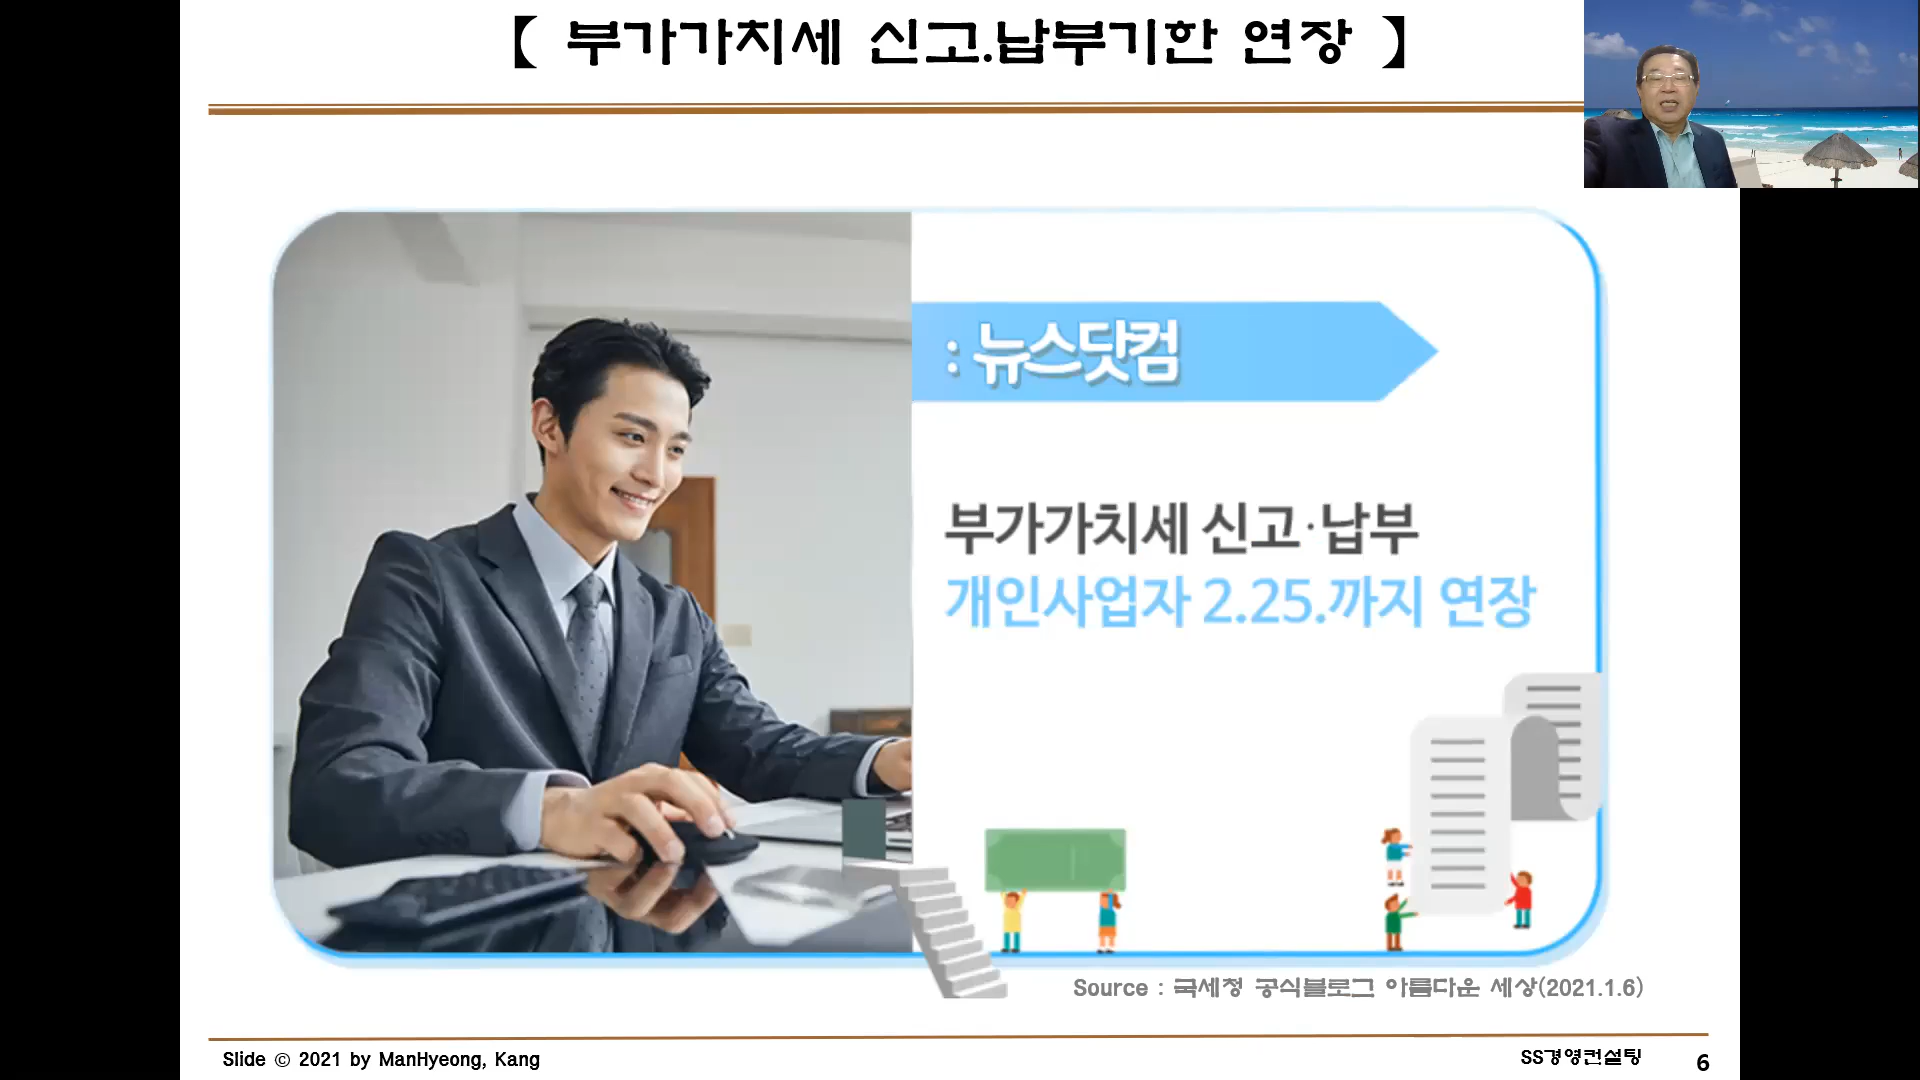 【 부가가치세 신고.납부기한 연장 】
: 뉴스닷컴
부가가치세 신고·납부
개인사업자 2.25.까지 연장
Source : 국세청 공식블로그 아름다운 세상(2021.1.6)
Slide © 2021 by ManHyeong, Kang
SS경영컨설팅
6